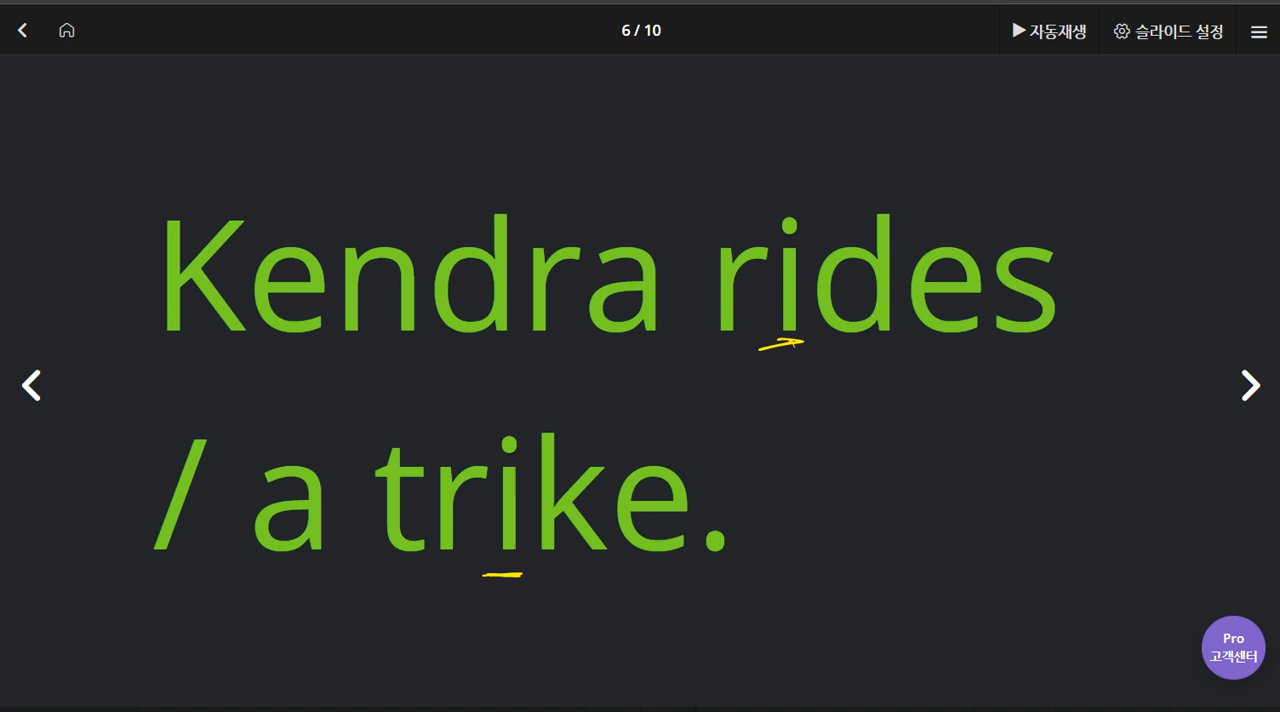 6 / 10
▶ 자동재생
슬라이드 설정
Kendra rides
/ a trike.
Pro
고객센터